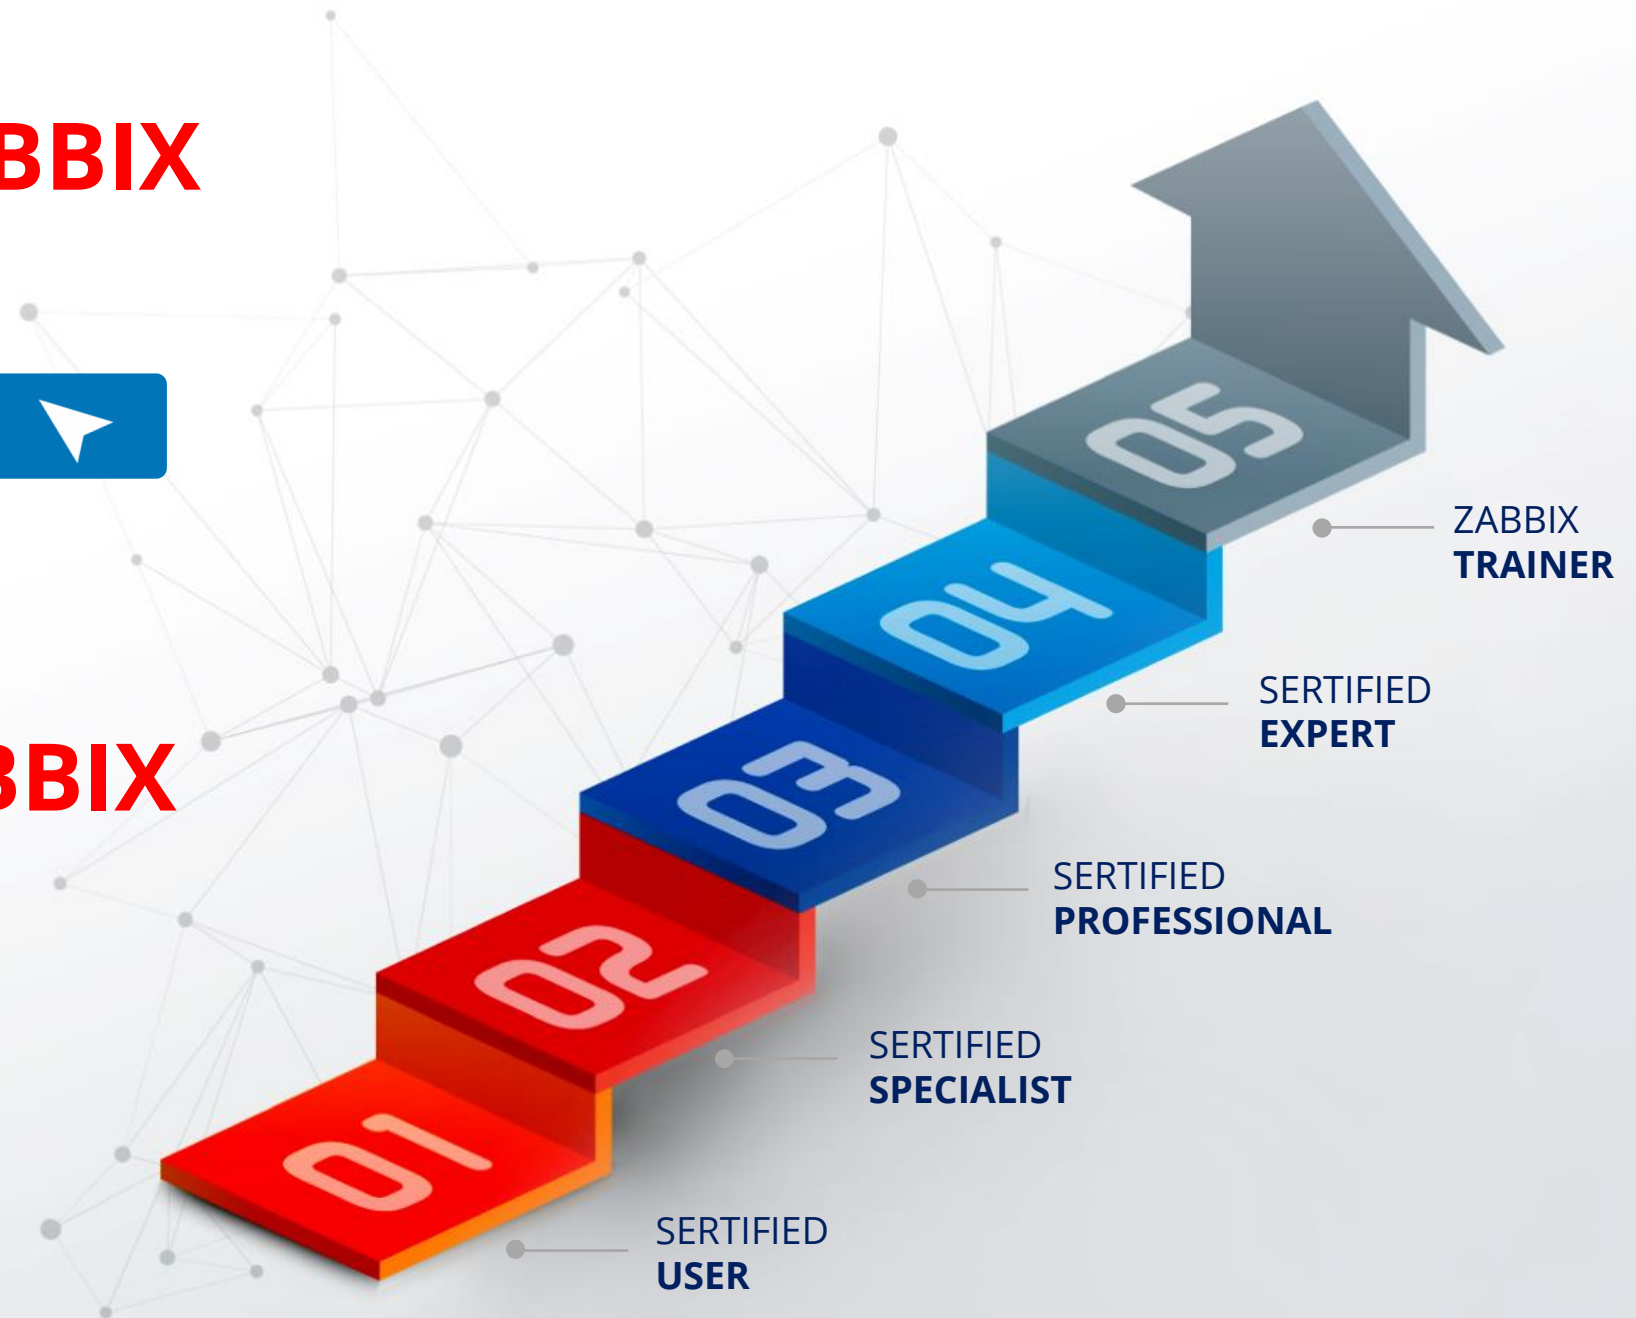 BBIX
BBIX
05
ZABBIX
TRAINER
04
SERTIFIED
EXPERT
03
SERTIFIED
PROFESSIONAL
02
SERTIFIED
SPECIALIST
01
SERTIFIED
USER